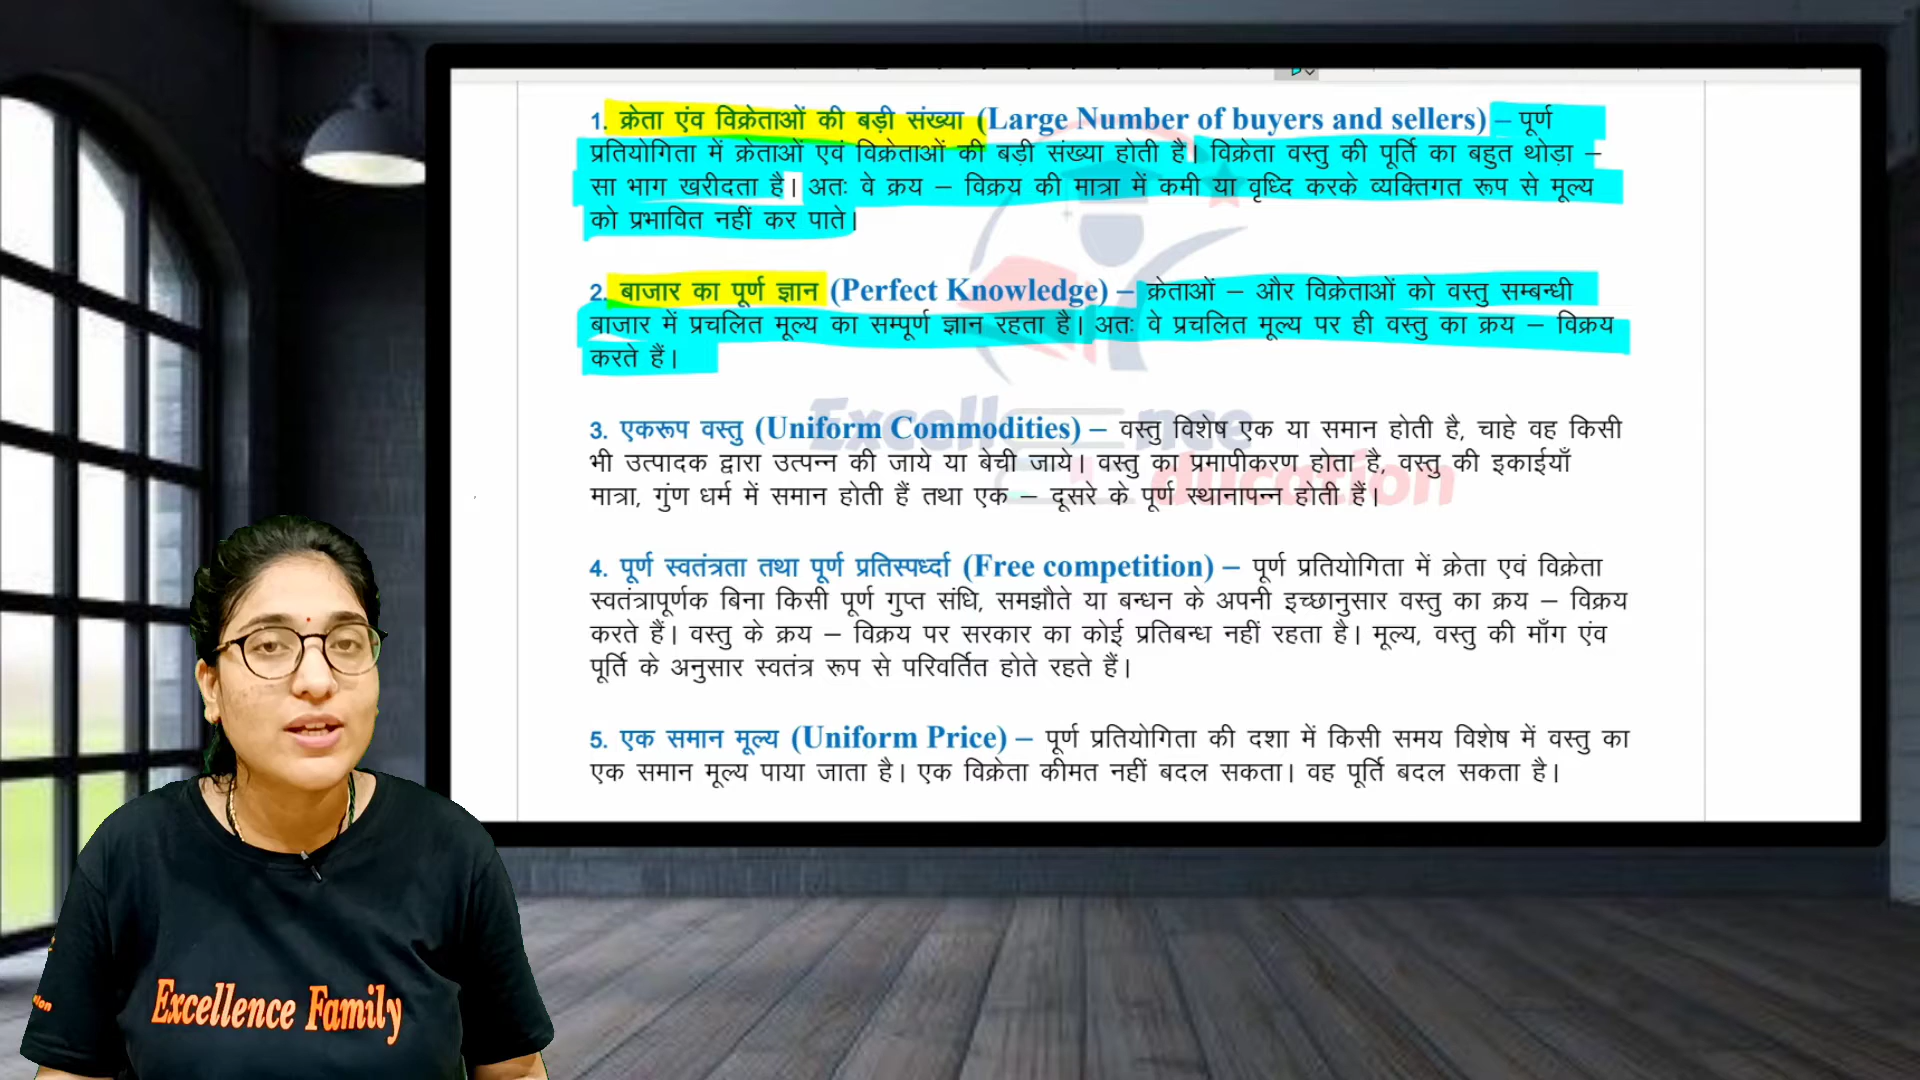 1. क्रेता एंव विक्रेताओं की बड़ी संख्या (Large Number of buyers and sellers) – पूर्ण
प्रतियोगिता में क्रेताओं एवं विक्रेताओं की बड़ी संख्या होती है। विक्रेता वस्तु की पूर्ति का बहुत थोड़ा –
सा भाग खरीदता है। अतः वे क्रय – विक्रय की मात्रा में कमी या वृध्दि करके व्यक्तिगत रूप से मूल्य
को प्रभावित नहीं कर पाते।
2. बाजार का पूर्ण ज्ञान (Perfect Knowledge) – क्रेताओं – और विक्रेताओं को वस्तु सम्बन्धी
बाजार में प्रचलित मूल्य का सम्पूर्ण ज्ञान रहता है। अतः वे प्रचलित मूल्य पर ही वस्तु का क्रय – विक्रय
करते हैं।
3. एकरूप वस्तु (Uniform Commodities) – वस्तु विशेष एक या समान होती है, चाहे वह किसी
भी उत्पादक द्वारा उत्पन्न की जाये या बेची जाये। वस्तु का प्रमापीकरण होता है, वस्तु की इकाईयाँ
मात्रा, गुंण धर्म में समान होती हैं तथा एक – दूसरे के पूर्ण स्थानापन्न होती हैं।
4. पूर्ण स्वतंत्रता तथा पूर्ण प्रतिस्पर्ध्दा (Free competition) – पूर्ण प्रतियोगिता में क्रेता एवं विक्रेता
स्वतंत्रापूर्णक बिना किसी पूर्ण गुप्त संधि, समझौते या बन्धन के अपनी इच्छानुसार वस्तु का क्रय – विक्रय
करते हैं। वस्तु के क्रय – विक्रय पर सरकार का कोई प्रतिबन्ध नहीं रहता है। मूल्य, वस्तु की माँग एंव
पूर्ति के अनुसार स्वतंत्र रूप से परिवर्तित होते रहते हैं।
5. एक समान मूल्य (Uniform Price) – पूर्ण प्रतियोगिता की दशा में किसी समय विशेष में वस्तु का
एक समान मूल्य पाया जाता है। एक विक्रेता कीमत नहीं बदल सकता। वह पूर्ति बदल सकता है।
Excellence Family